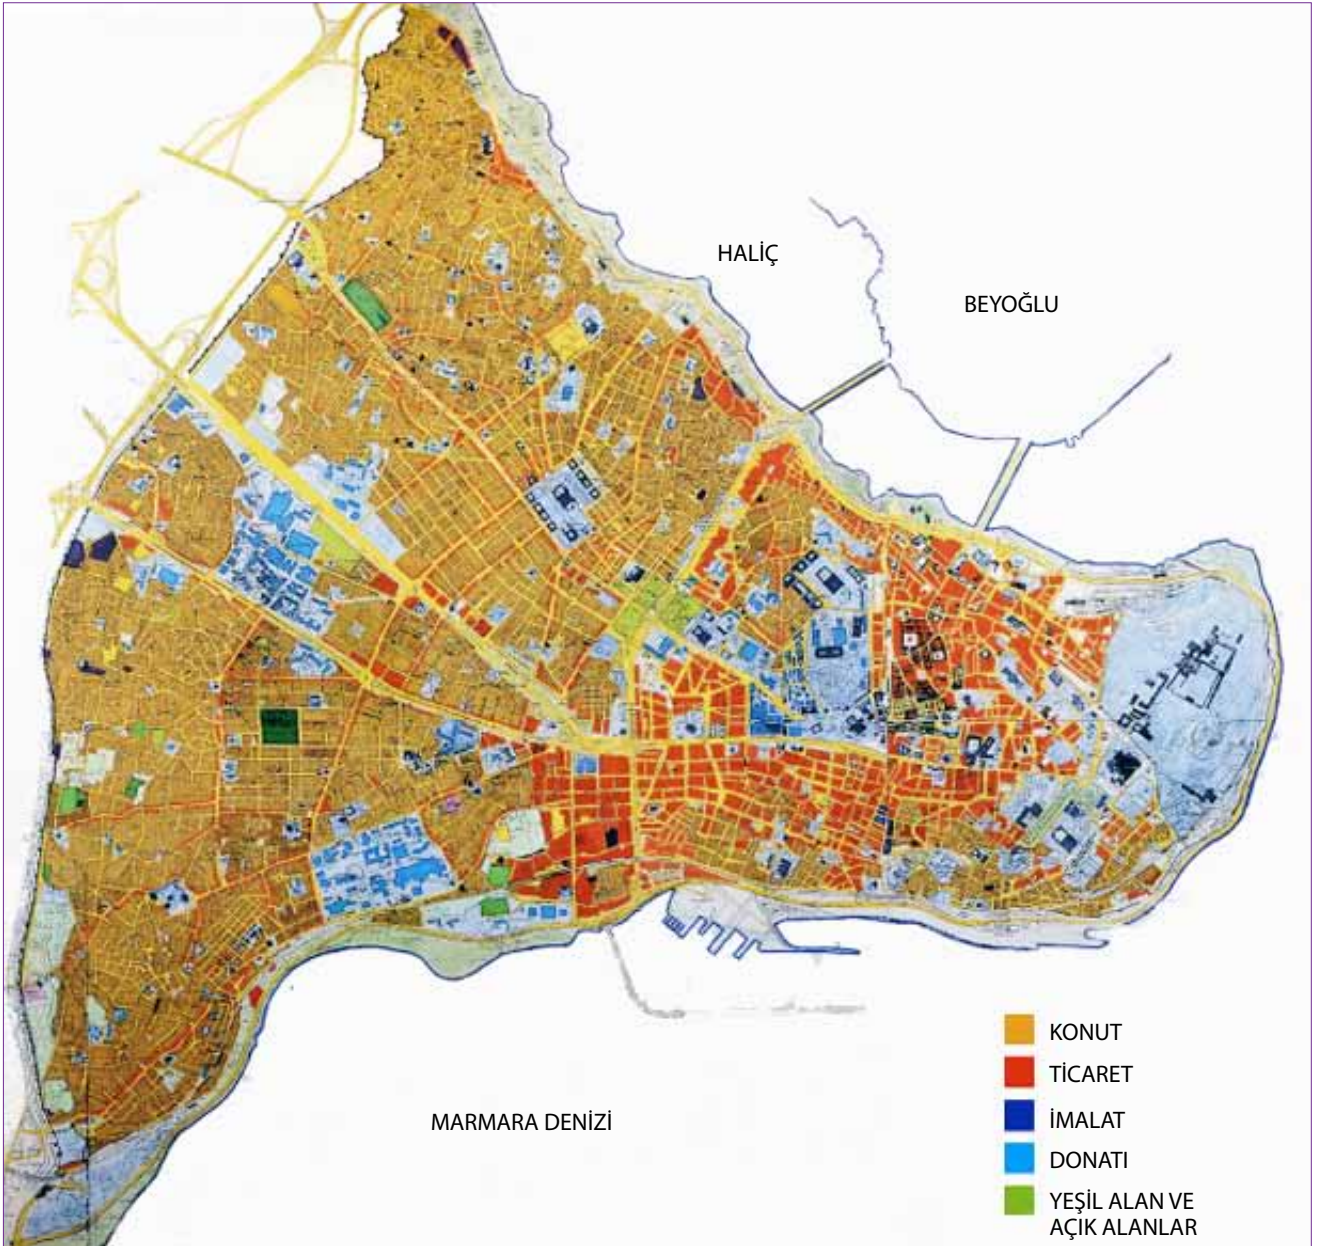 HALİÇ
BEYOĞLU
MARMARA DENİZİ
KONUT
TİCARET
İMALAT
DONATI
YEŞİL ALAN VE
AÇIK ALANLAR